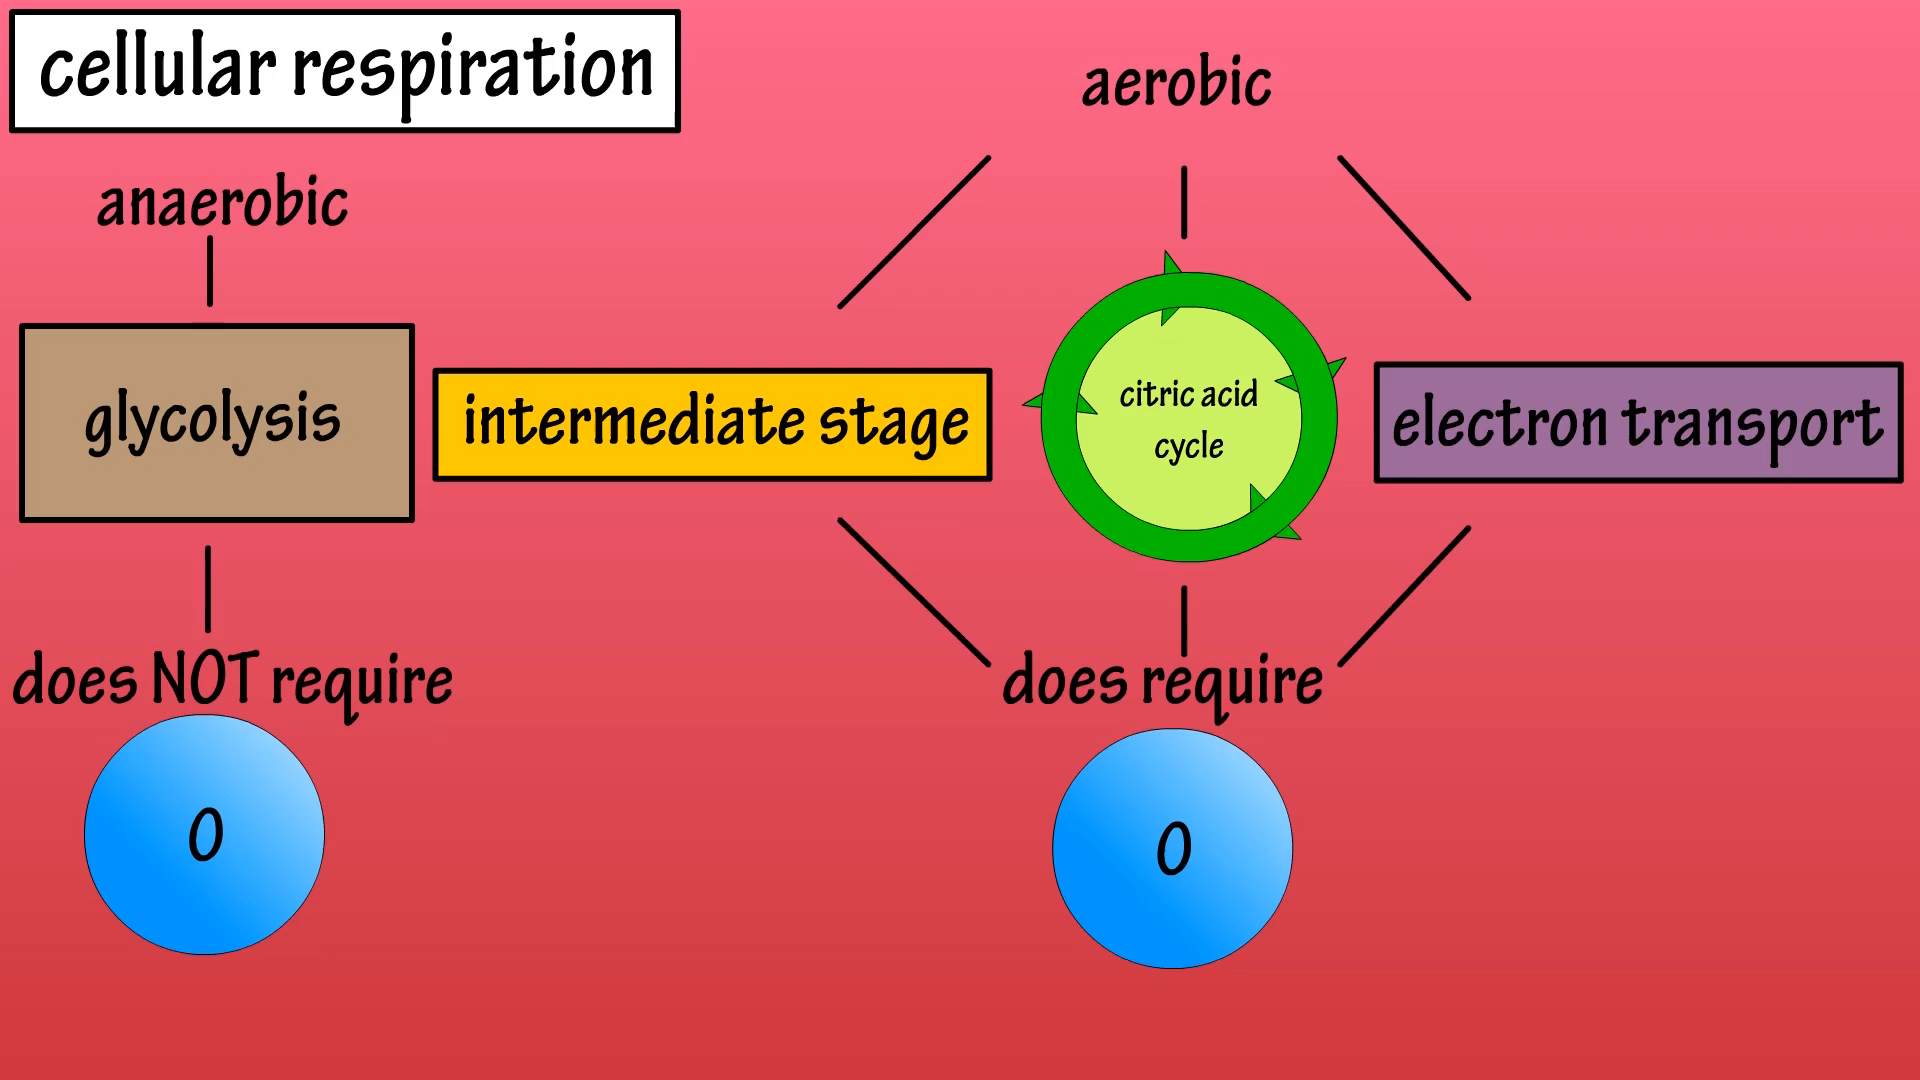 cellular respiration
anaerobic
aerobic
glycolysis
intermediate stage
citric acid
cycle
electron transport
does NOT require
does require
O
O